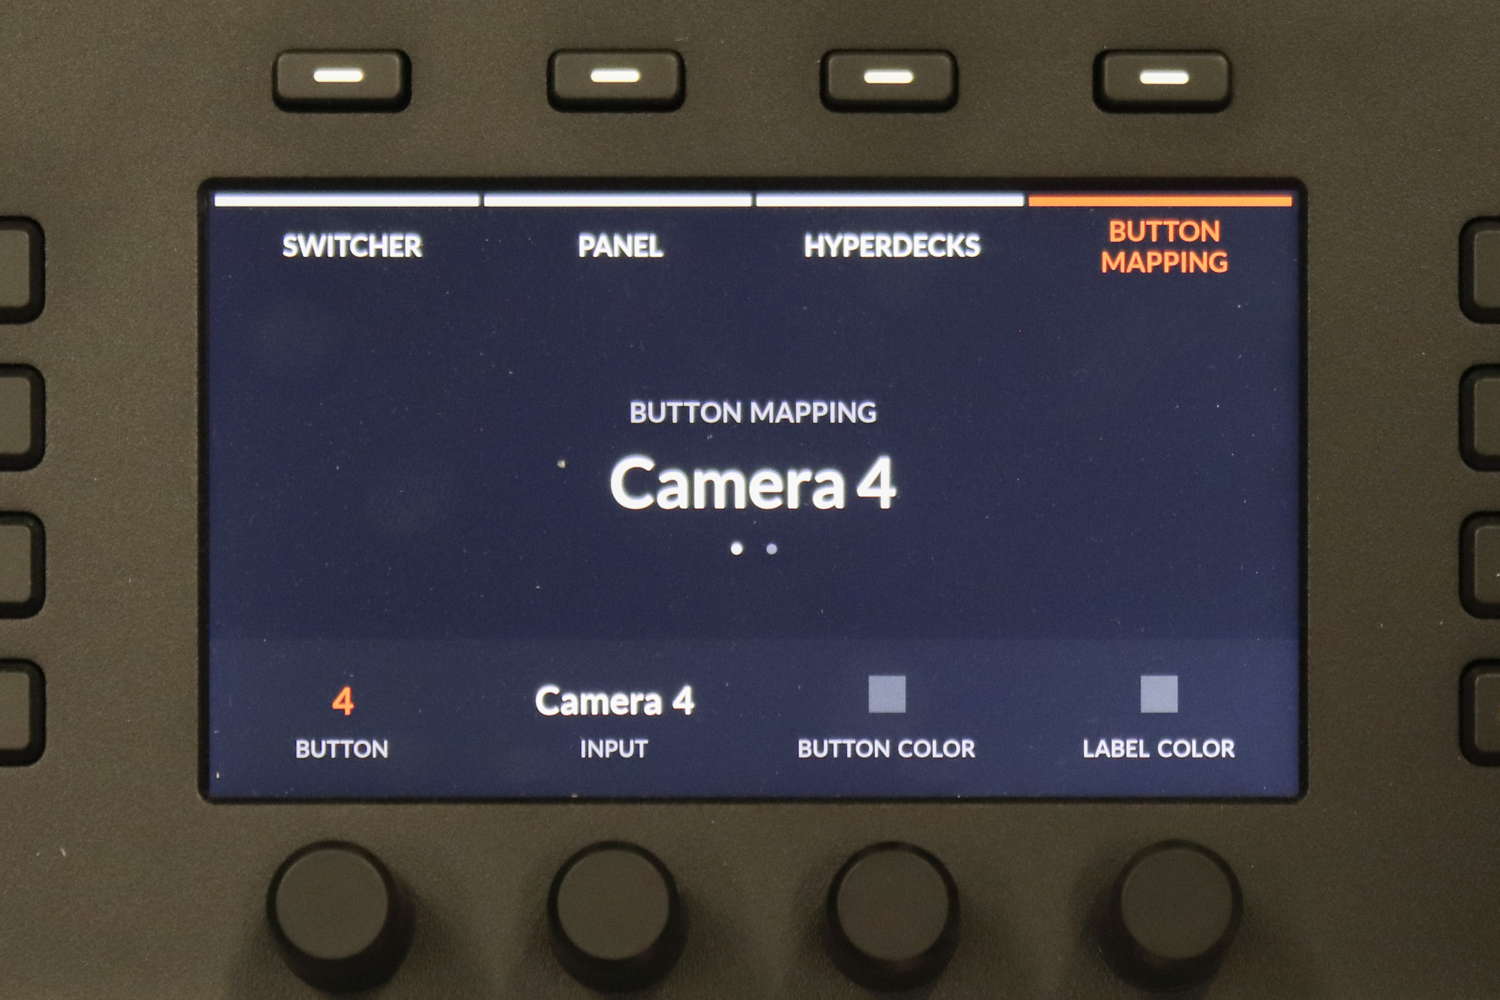 SWITCHER
PANEL
HYPERDECKS
BUTTON
MAPPING
BUTTON MAPPING
Camera 4
4
BUTTON
Camera 4
INPUT
BUTTON COLOR
LABEL COLOR